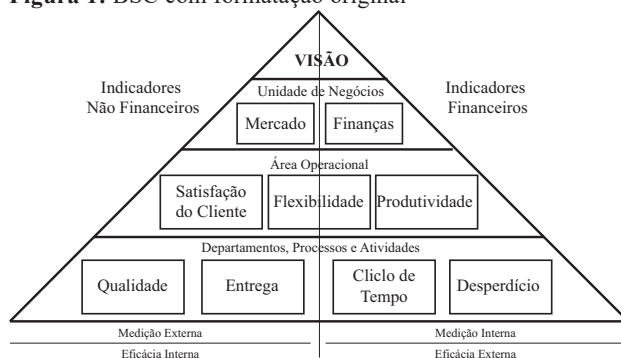 Figura 1: BSC com formatação original
VISÃO
Indicadores
Não Financeiros
Indicadores
Financeiros
Unidade de Negócios
Mercado
Finanças
Área Operacional
Satisfação
do Cliente
Flexibilidade
Produtividade
Departamentos, Processos e Atividades
Qualidade
Entrega
Cliclo de
Tempo
Desperdício
Medição Externa
Medição Interna
Eficácia Interna
Eficácia Externa